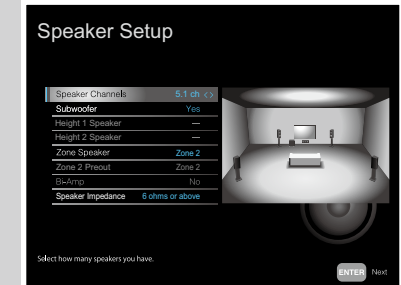 Speaker Setup
Speaker Channels 5.1 ch < >
Subwoofer Yes
Height 1 Speaker ---
Height 2 Speaker ---
Zone Speaker Zone 2
Zone 2 Preout Zone 2
Bi-Amp No
Speaker Impedance 6 ohms or above
Select how many speakers you have.
ENTER Next